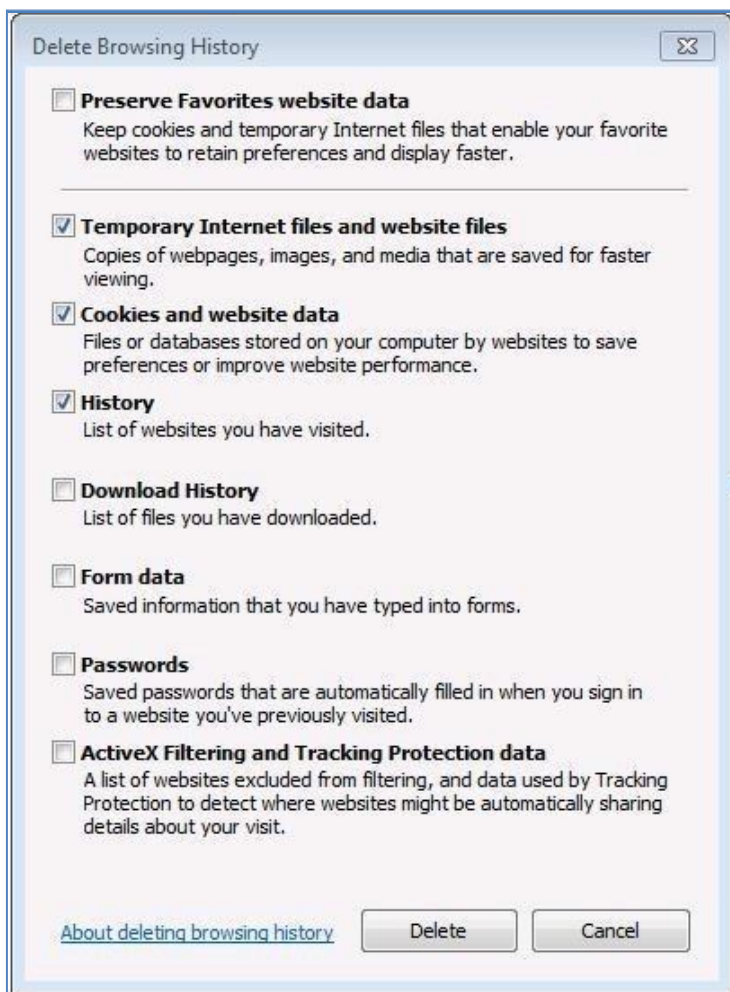 Delete Browsing History
Preserve Favorites website data
Keep cookies and temporary Internet files that enable your favorite
websites to retain preferences and display faster.
Temporary Internet files and website files
Copies of webpages, images, and media that are saved for faster
viewing.
Cookies and website data
Files or databases stored on your computer by websites to save
preferences or improve website performance.
History
List of websites you have visited.
Download History
List of files you have downloaded.
Form data
Saved information that you have typed into forms.
Passwords
Saved passwords that are automatically filled in when you sign in
to a website you've previously visited.
ActiveX Filtering and Tracking Protection data
A list of websites excluded from filtering, and data used by Tracking
Protection to detect where websites might be automatically sharing
details about your visit.
About deleting browsing history Delete Cancel